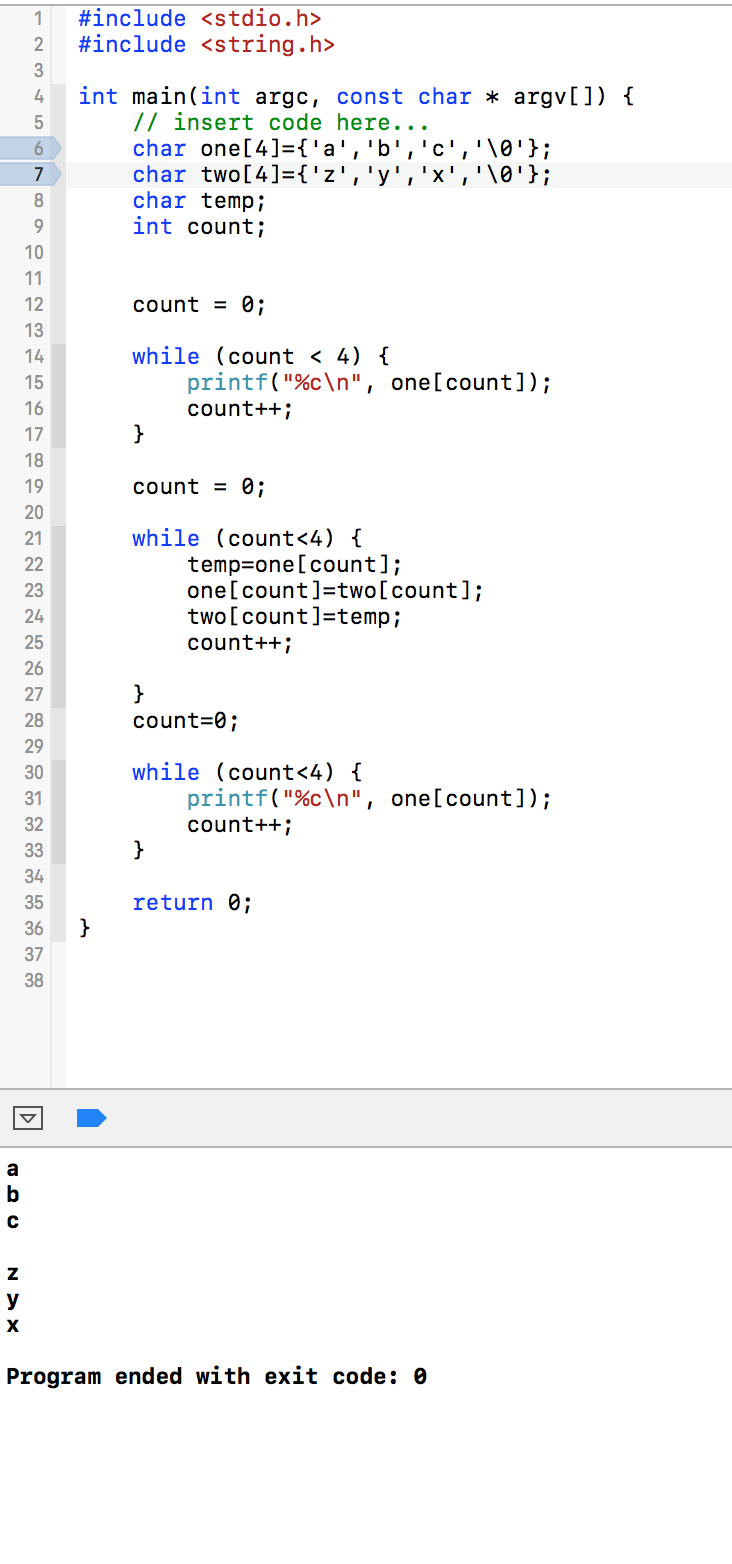 1 #include <stdio.h>
2 #include <string.h>
3
4 int main(int argc, const char * argv[]) {
5     // insert code here...
6     char one[4]={'a','b','c','\0'};
7     char two[4]={'z','y','x','\0'};
8     char temp;
9     int count;
10
11
12     count = 0;
13
14     while (count < 4) {
15         printf("%c\n", one[count]);
16         count++;
17     }
18
19     count = 0;
20
21     while (count<4) {
22         temp=one[count];
23         one[count]=two[count];
24         two[count]=temp;
25         count++;
26
27     }
28     count=0;
29
30     while (count<4) {
31         printf("%c\n", one[count]);
32         count++;
33     }
34
35     return 0;
36 }
37
38
a
b
c

z
y
x

Program ended with exit code: 0